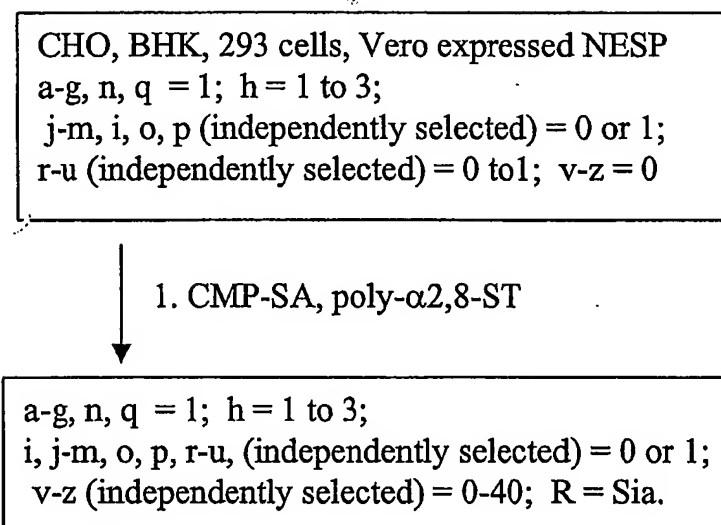 CHO, BHK, 293 cells, Vero expressed NESP
a-g, n, q = 1; h = 1 to 3;
j-m, i, o, p (independently selected) = 0 or 1;
r-u (independently selected) = 0 to1; v-z = 0
1. CMP-SA, poly-α2,8-ST
a-g, n, q = 1; h = 1 to 3;
i, j-m, o, p, r-u, (independently selected) = 0 or 1;
v-z (independently selected) = 0-40; R = Sia.